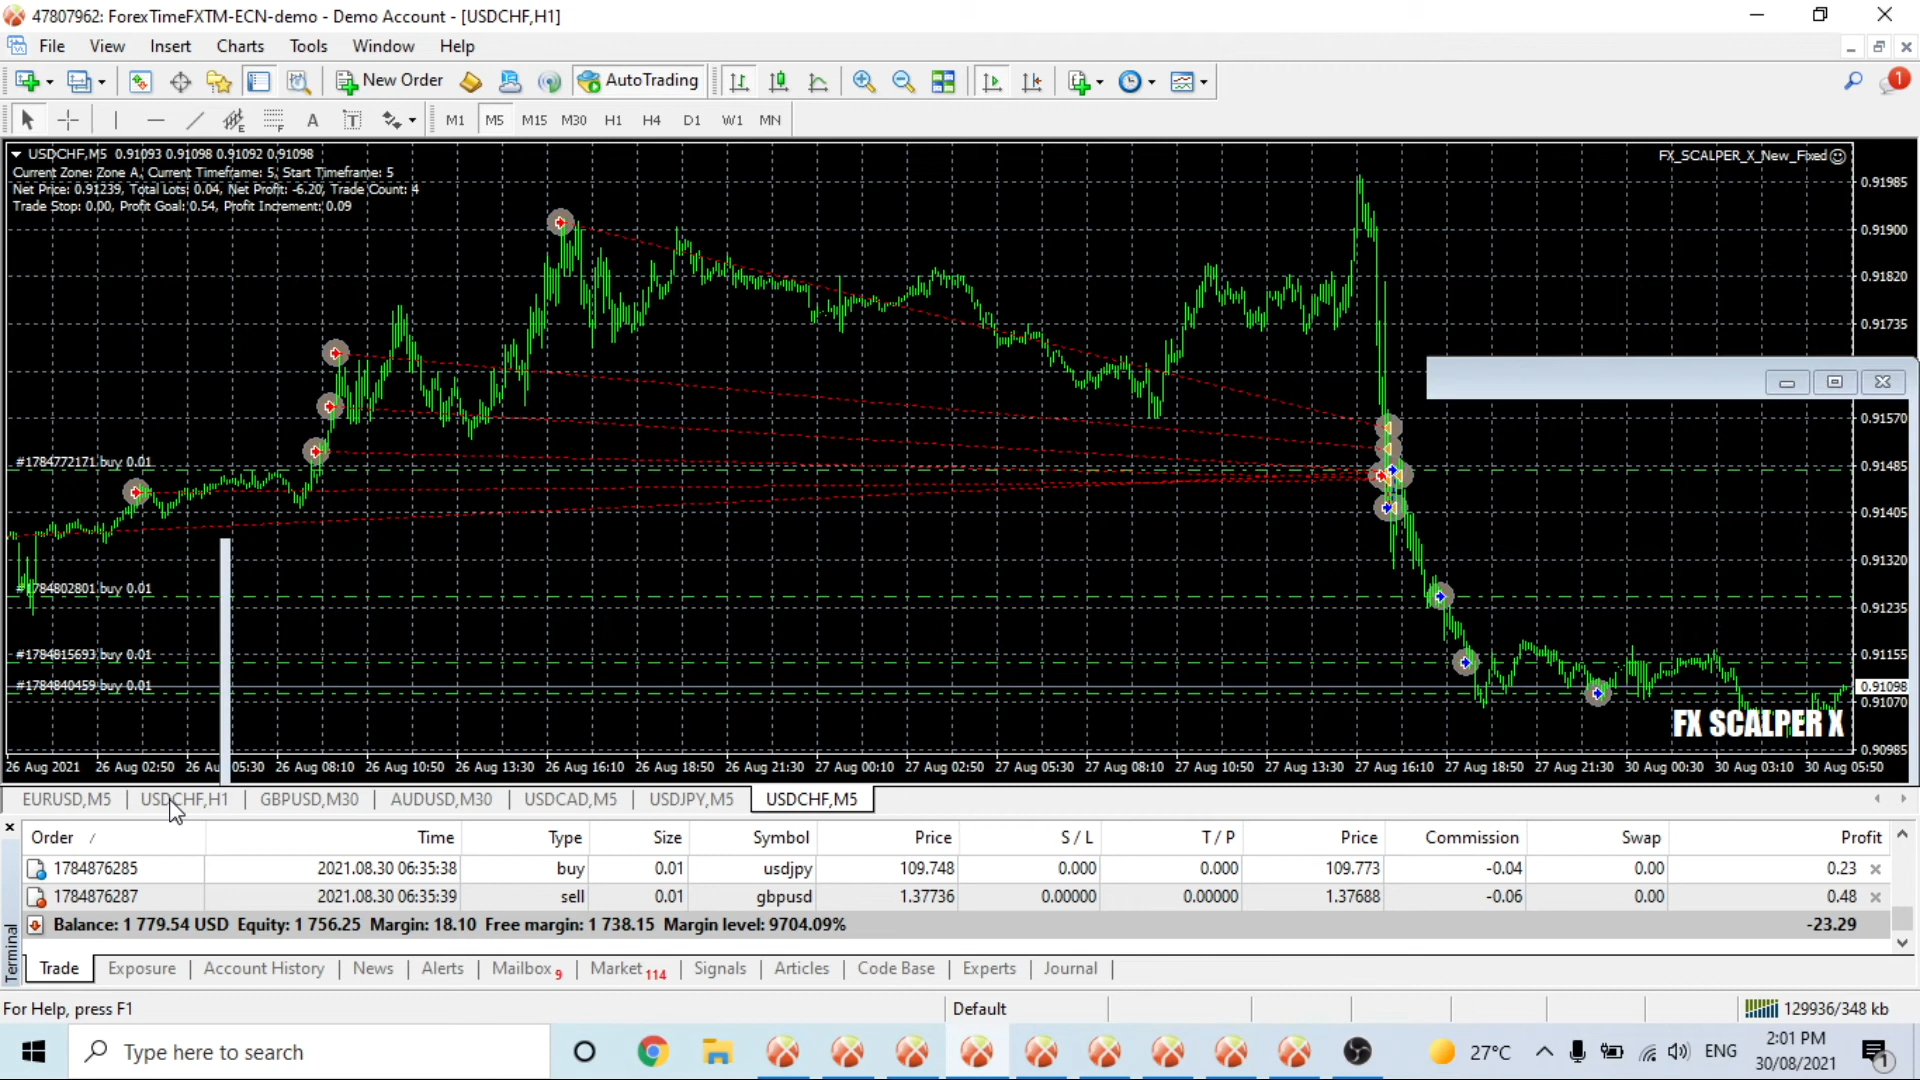 47807962: ForexTimeFXTM-ECN-demo - Demo Account - [USDCHF,H1]
File View Insert Charts Tools Window Help
New Order AutoTrading 1
A T M1 M5 M15 M30 H1 H4 D1 W1 MN
USDCHF,M5 0.91093 0.91098 0.91092 0.91098
FX_SCALPER_X_New_Fixed
Current Zone: Zone A, Current Timeframe: 5, Start Timeframe: 5
Net Price: 0.91239, Total Lots: 0.04, Net Profit: -6.20, Trade Count: 4
Trade Stop: 0.00, Profit Goal: 0.54, Profit Increment: 0.09
0.91985
0.91900
0.91820
0.91735
0.91570
#1784772171 buy 0.01
0.91485
0.91405
0.91320
#1784802801 buy 0.01
0.91235
#1784815693 buy 0.01
0.91155
#1784840459 buy 0.01
0.91098
0.91070
FX SCALPER X
0.90985
26 Aug 2021 26 Aug 02:50 26 Au 05:30 26 Aug 08:10 26 Aug 10:50 26 Aug 13:30 26 Aug 16:10 26 Aug 18:50 26 Aug 21:30 27 Aug 00:10 27 Aug 02:50 27 Aug 05:30 27 Aug 08:10 27 Aug 10:50 27 Aug 13:30 27 Aug 16:10 27 Aug 18:50 27 Aug 21:30 30 Aug 00:30 30 Aug 03:10 30 Aug 05:50
EURUSD,M5 USDCHF,H1 GBPUSD,M30 AUDUSD,M30 USDCAD,M5 USDJPY,M5 USDCHF,M5
Order / Time Type Size Symbol Price S / L T / P Price Commission Swap Profit
1784876285 2021.08.30 06:35:38 buy 0.01 usdjpy 109.748 0.000 0.000 109.773 -0.04 0.00 0.23
1784876287 2021.08.30 06:35:39 sell 0.01 gbpusd 1.37736 0.00000 0.00000 1.37688 -0.06 0.00 0.48
Balance: 1 779.54 USD Equity: 1 756.25 Margin: 18.10 Free margin: 1 738.15 Margin level: 9704.09% -23.29
Terminal
Trade Exposure Account History News Alerts Mailbox 9 Market 114 Signals Articles Code Base Experts Journal
For Help, press F1 Default 129936/348 kb
Type here to search 27°C ENG 2:01 PM
30/08/2021 1